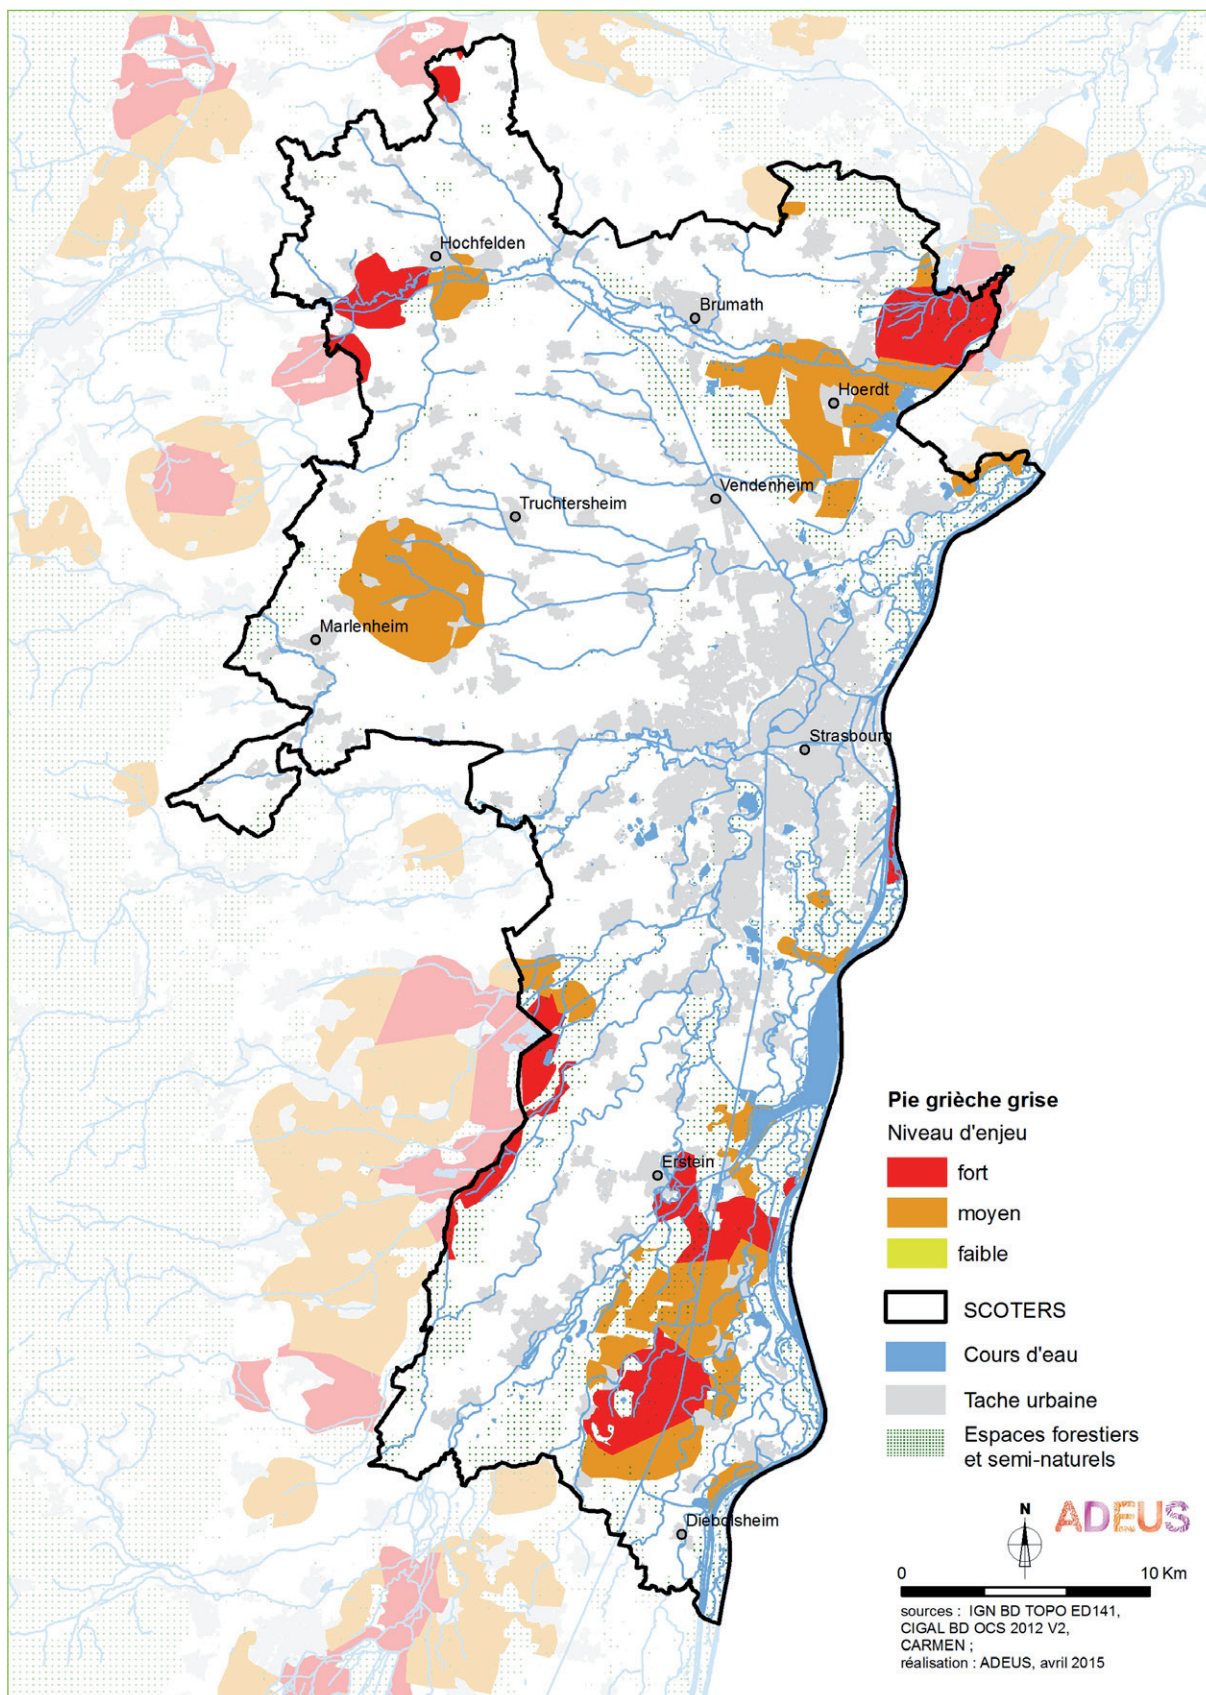 Hochfelden
Brumath
Hoerdt
Vendenheim
Truchtersheim
Marlenheim
Strasbourg
Erstein
Diebolsheim
Pie grièche grise
Niveau d'enjeu
fort
moyen
faible
SCOTERS
Cours d'eau
Tache urbaine
Espaces forestiers
et semi-naturels
N
ADEUS
0 10 Km
sources : IGN BD TOPO ED141,
CIGAL BD OCS 2012 V2,
CARMEN ;
réalisation : ADEUS, avril 2015